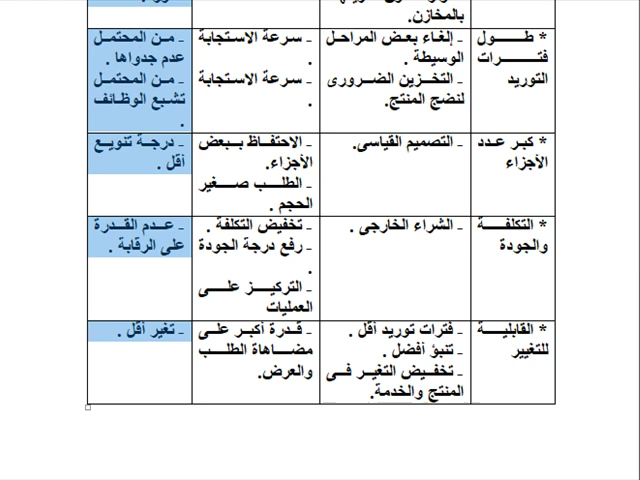 بالمخازن.
* طول
فترات
التوريد
- إلغاء بعض المراحل
الوسيطة .
- التخزين الضرورى
لنضج المنتج.
- سرعة الاستجابة
.
- سرعة الاستجابة
.
- من المحتمل
عدم جدواها .
- من المحتمل
تشبع الوظائف
.
* كبر عدد
الأجزاء
- التصميم القياسى.
- الاحتفاظ ببعض
الأجزاء.
- الطلب صغير
الحجم .
- درجة تنويع
أقل .
* التكلفة
والجودة
- الشراء الخارجى .
- تخفيض التكلفة .
- رفع درجة الجودة
.
- التركيز على
العمليات
- عدم القدرة
على الرقابة .
* القابلية
للتغيير
- فترات توريد أقل .
- تنبؤ أفضل .
- تخفيض التغير فى
المنتج والخدمة.
- قدرة أكبر على
مضاهاة الطلب
والعرض.
- تغير أقل .